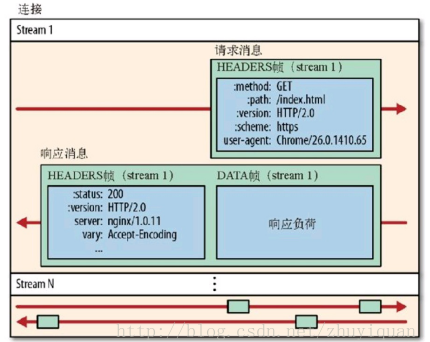 连接
Stream 1
请求消息
HEADERS帧（stream 1）
:method: GET
:path: /index.html
:version: HTTP/2.0
:scheme: https
user-agent: Chrome/26.0.1410.65
响应消息
HEADERS帧（stream 1）
:status: 200
:version: HTTP/2.0
server: nginx/1.0.11
vary: Accept-Encoding
...
DATA帧（stream 1）
响应负荷
Stream N
http://blog.csdn.net/zhuyiquan